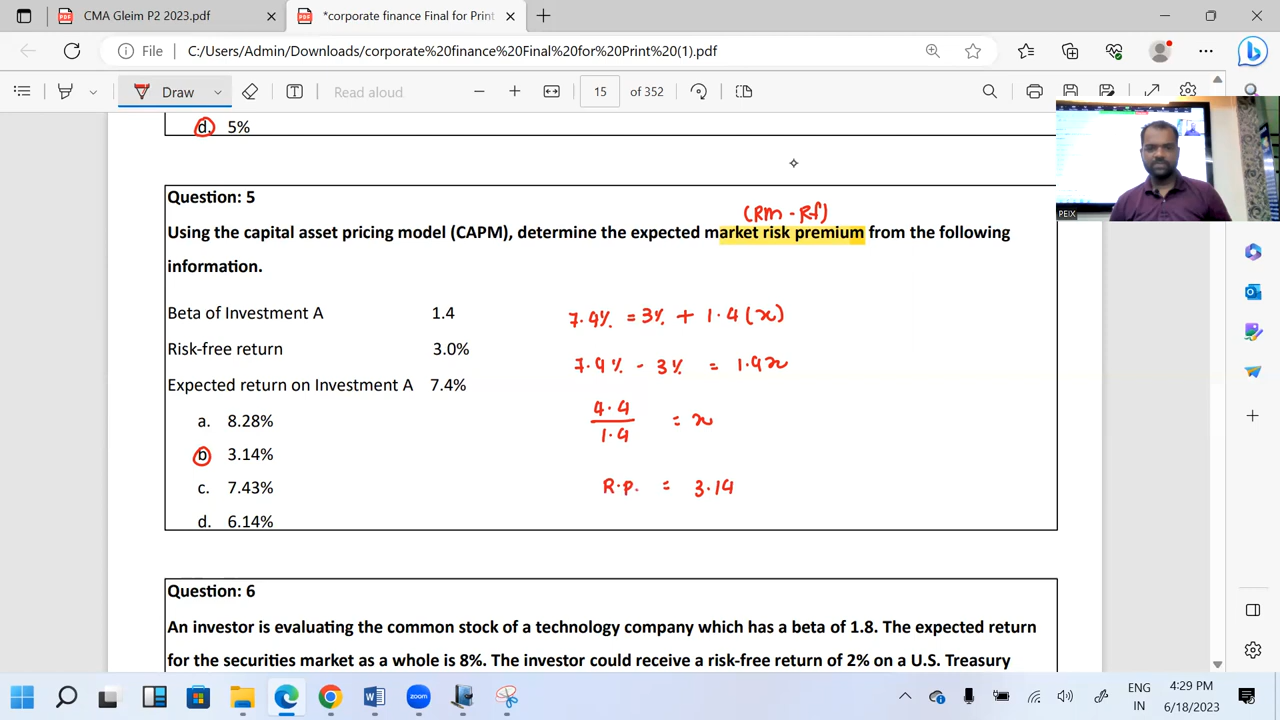 CMA Gleim P2 2023.pdf
*corporate finance Final for Print
File C:/Users/Admin/Downloads/corporate%20finance%20Final%20for%20Print%20(1).pdf
Draw Read aloud 15 of 352
d. 5%
PEIX
Question: 5
(Rm - Rf)
Using the capital asset pricing model (CAPM), determine the expected market risk premium from the following
information.
Beta of Investment A 1.4 7.4% = 3% + 1.4 (x)
Risk-free return 3.0%
7.4% - 3% = 1.4x
Expected return on Investment A 7.4%
a. 8.28% 4.4 / 1.4 = x
b 3.14%
c. 7.43% R.p. = 3.14
d. 6.14%
Question: 6
An investor is evaluating the common stock of a technology company which has a beta of 1.8. The expected return
for the securities market as a whole is 8%. The investor could receive a risk-free return of 2% on a U.S. Treasury
zoom
ENG
IN
4:29 PM
6/18/2023